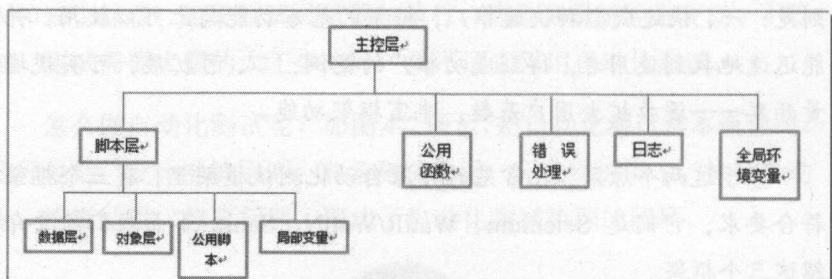 主控层
脚本层
公用
函数
错 误
处理
日志
全局环
境变量
数据层
对象层
公用脚
本
局部变量